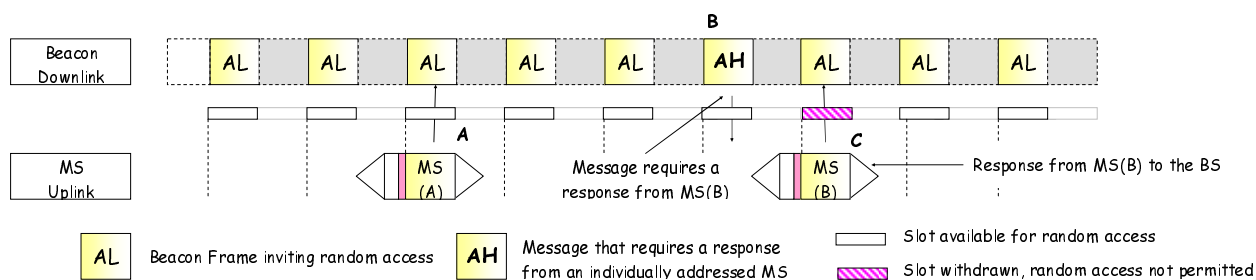 B
Beacon
Downlink
AL AL AL AL AL AH AL AL AL
A
C
MS
Uplink
MS
(A)
Message requires a
response from MS(B)
MS
(B)
Response from MS(B) to the BS
AL
Beacon Frame inviting random access
AH
Message that requires a response
from an individually addressed MS
Slot available for random access
Slot withdrawn, random access not permitted